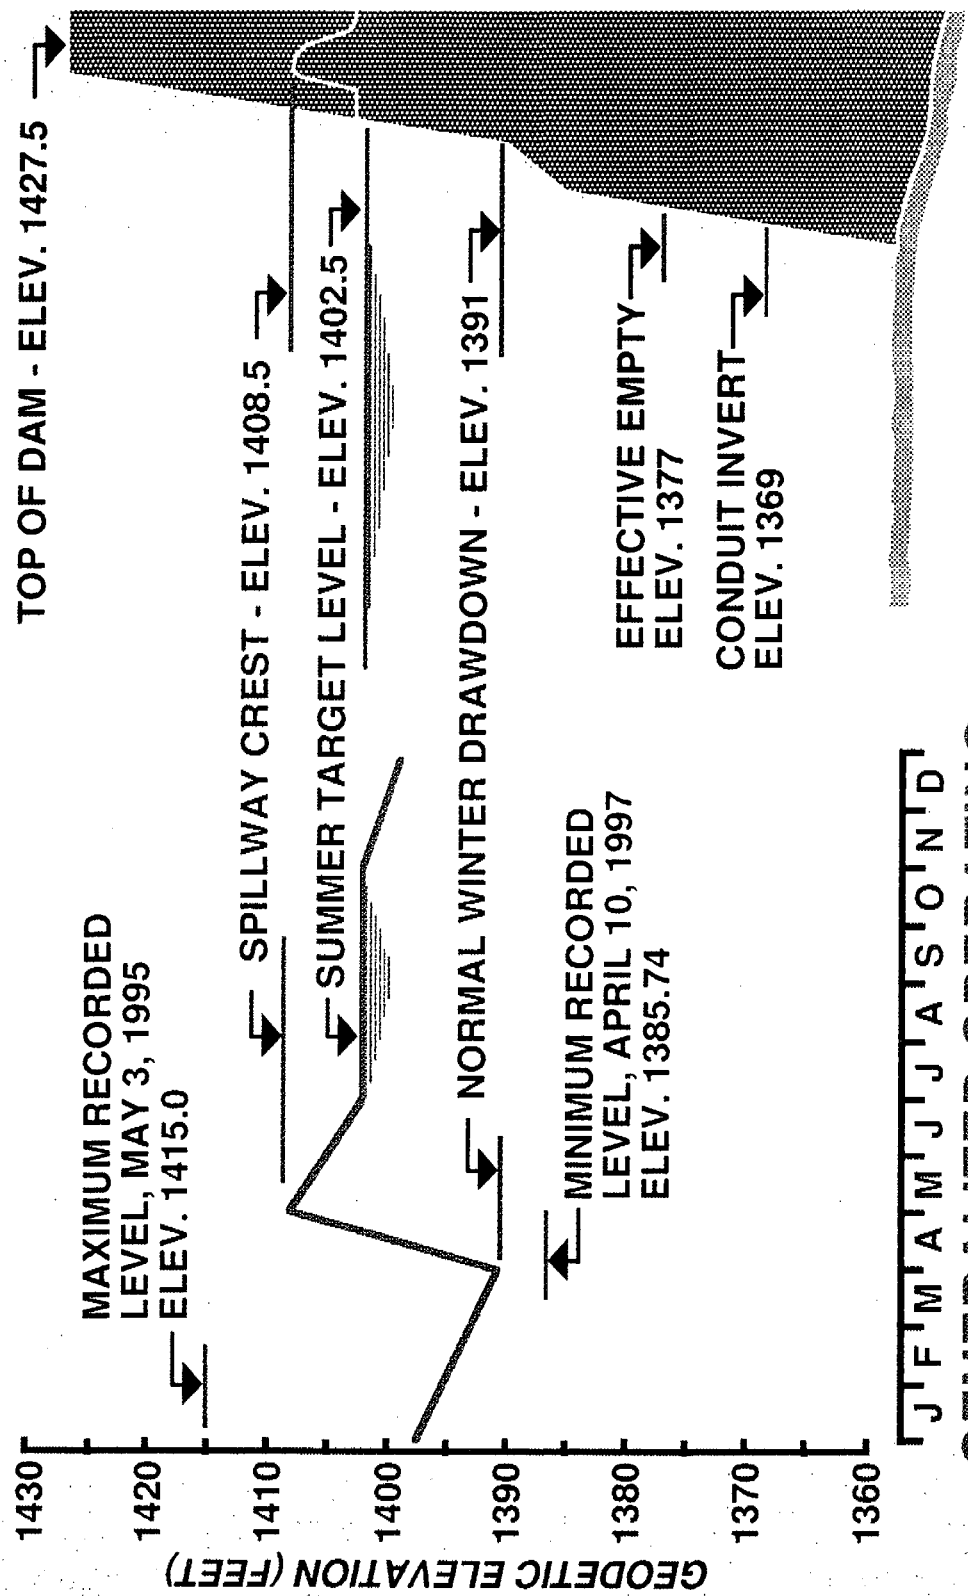 TOP OF DAM - ELEV. 1427.5
MAXIMUM RECORDED
LEVEL, MAY 3, 1995
ELEV. 1415.0
SPILLWAY CREST - ELEV. 1408.5
SUMMER TARGET LEVEL - ELEV. 1402.5
NORMAL WINTER DRAWDOWN - ELEV. 1391
MINIMUM RECORDED
LEVEL, APRIL 10, 1997
ELEV. 1385.74
EFFECTIVE EMPTY
ELEV. 1377
CONDUIT INVERT
ELEV. 1369
GEODETIC ELEVATION (FEET)
1430
1420
1410
1400
1390
1380
1370
1360
J F M A M J J A S O N D